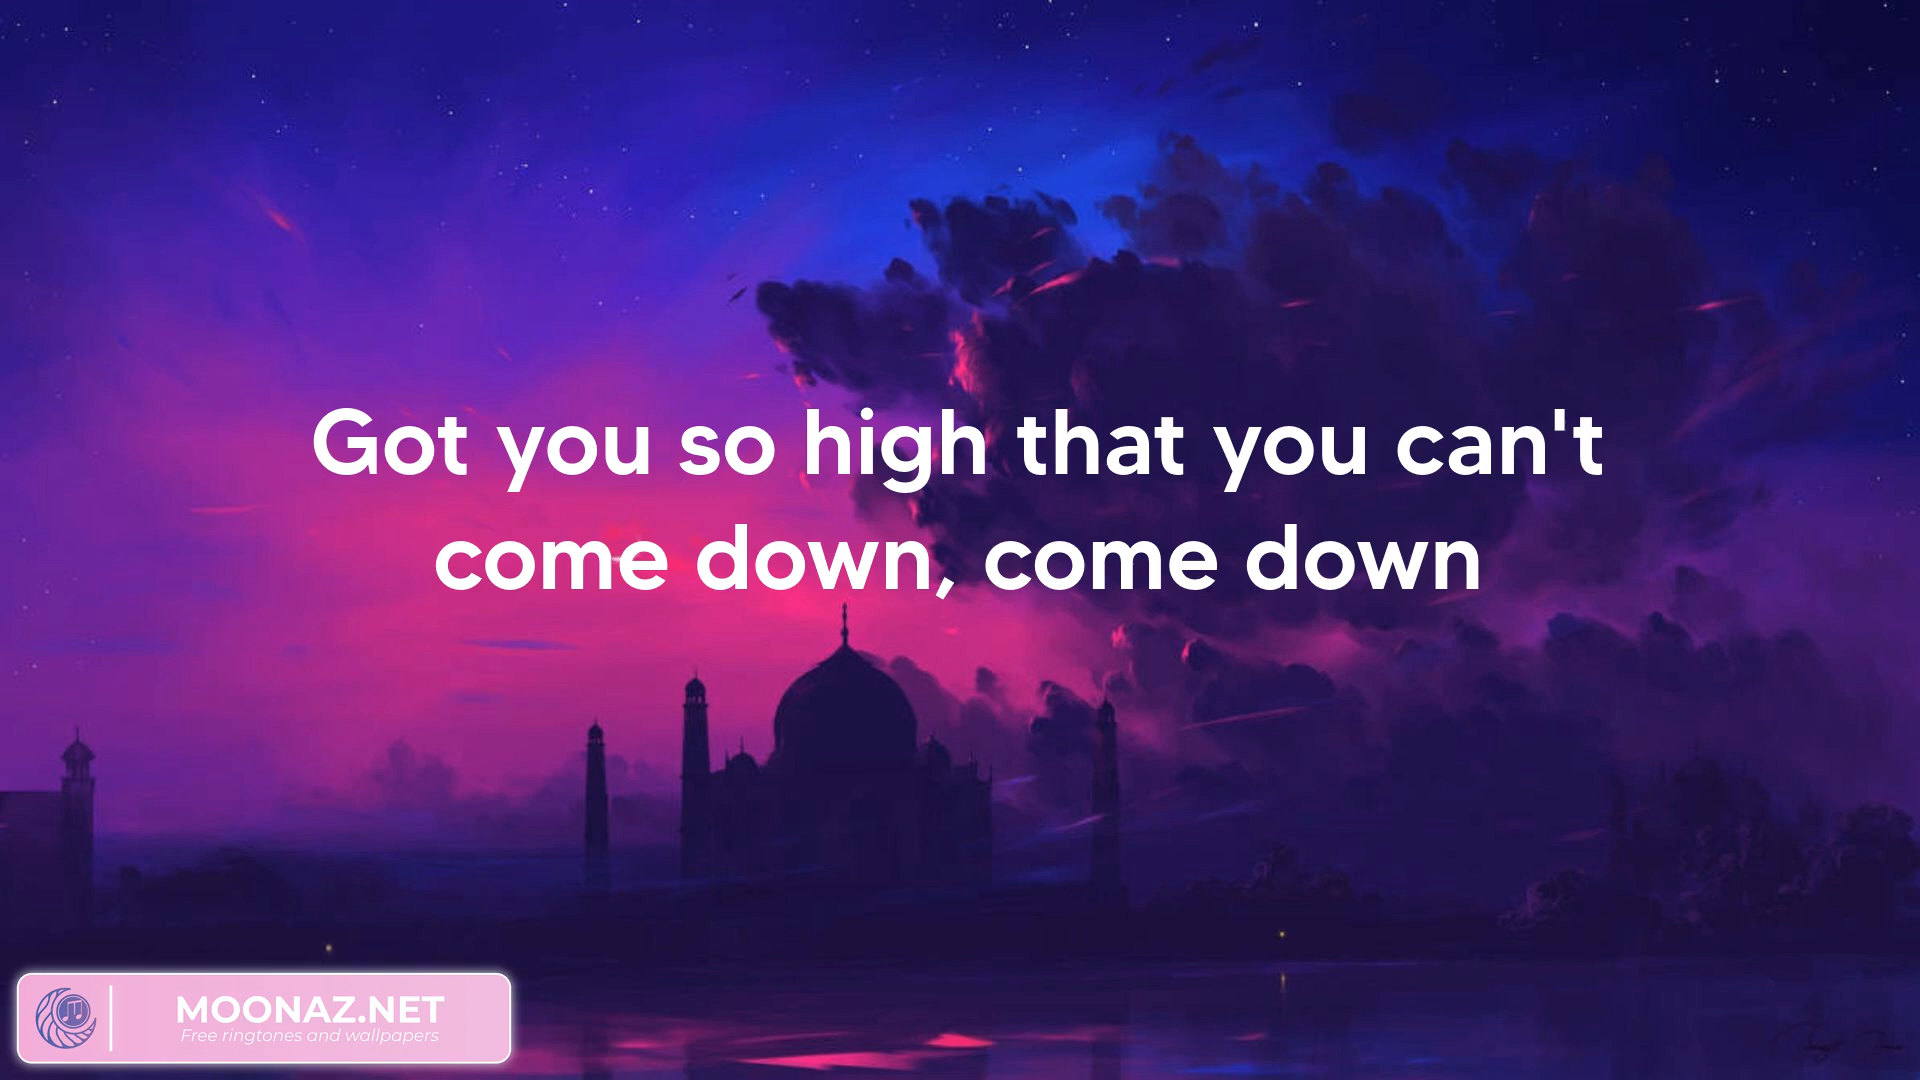 Got you so high that you can't
come down, come down
MOONAZ.NET
Free ringtones and wallpapers